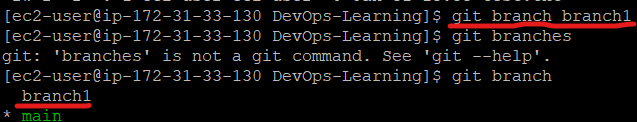 [ec2-user@ip-172-31-33-130 DevOps-Learning]$ git branch branch1
[ec2-user@ip-172-31-33-130 DevOps-Learning]$ git branches
git: 'branches' is not a git command. See 'git --help'.
[ec2-user@ip-172-31-33-130 DevOps-Learning]$ git branch
  branch1
* main